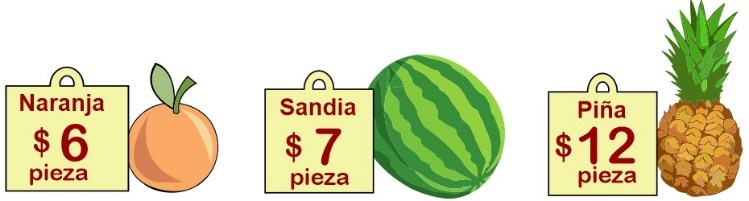 Naranja
$ 6
pieza
Sandia
$ 7
pieza
Piña
$ 12
pieza